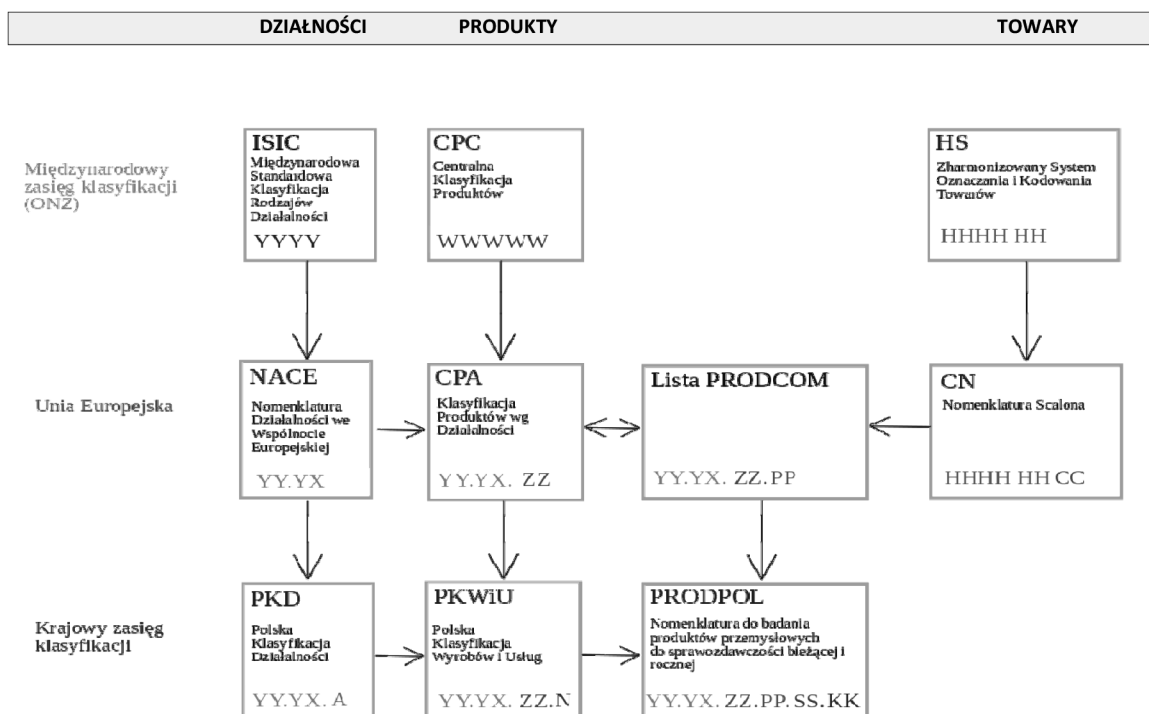 DZIAŁNOŚCI PRODUKTY TOWARY
Międzynarodowy
zasięg klasyfikacji
(ONZ)
ISIC
Międzynarodowa
Standardowa
Klasyfikacja
Rodzajów
Działalności
YYYY
CPC
Centralna
Klasyfikacja
Produktów
WWWWW
HS
Zharmonizowany System
Oznaczania i Kodowania
Towarów
HHHH HH
Unia Europejska
NACE
Nomenklatura
Działalności we
Wspólnocie
Europejskiej
YY.YX
CPA
Klasyfikacja
Produktów wg
Działalności
YY.YX. ZZ
Lista PRODCOM
YY.YX. ZZ.PP
CN
Nomenklatura Scalona
HHHH HH CC
Krajowy zasięg
klasyfikacji
PKD
Polska
Klasyfikacja
Działalności
YY.YX. A
PKWiU
Polska
Klasyfikacja
Wyrobów i Usług
YY.YX. ZZ.N
PRODPOL
Nomenklatura do badania
produktów przemysłowych
do sprawozdawczości bieżącej i
rocznej
YY.YX. ZZ.PP.SS.KK